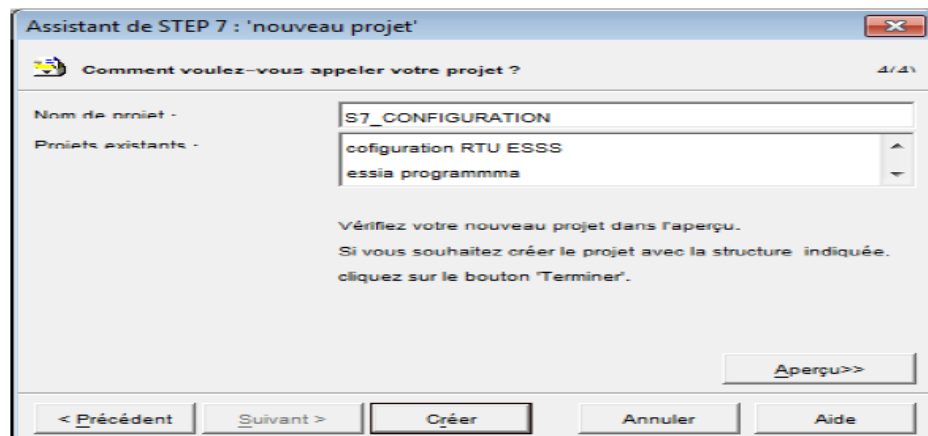 Assistant de STEP 7 : 'nouveau projet'
Comment voulez-vous appeler votre projet ?
4(4)
Nom de projet :
S7_CONFIGURATION
Projets existants :
cofiguration RTU ESSS
essia programmma
Vérifiez votre nouveau projet dans l'aperçu.
Si vous souhaitez créer le projet avec la structure indiquée.
cliquez sur le bouton 'Terminer'.
Aperçu>>
< Précédent
Suivant >
Créer
Annuler
Aide